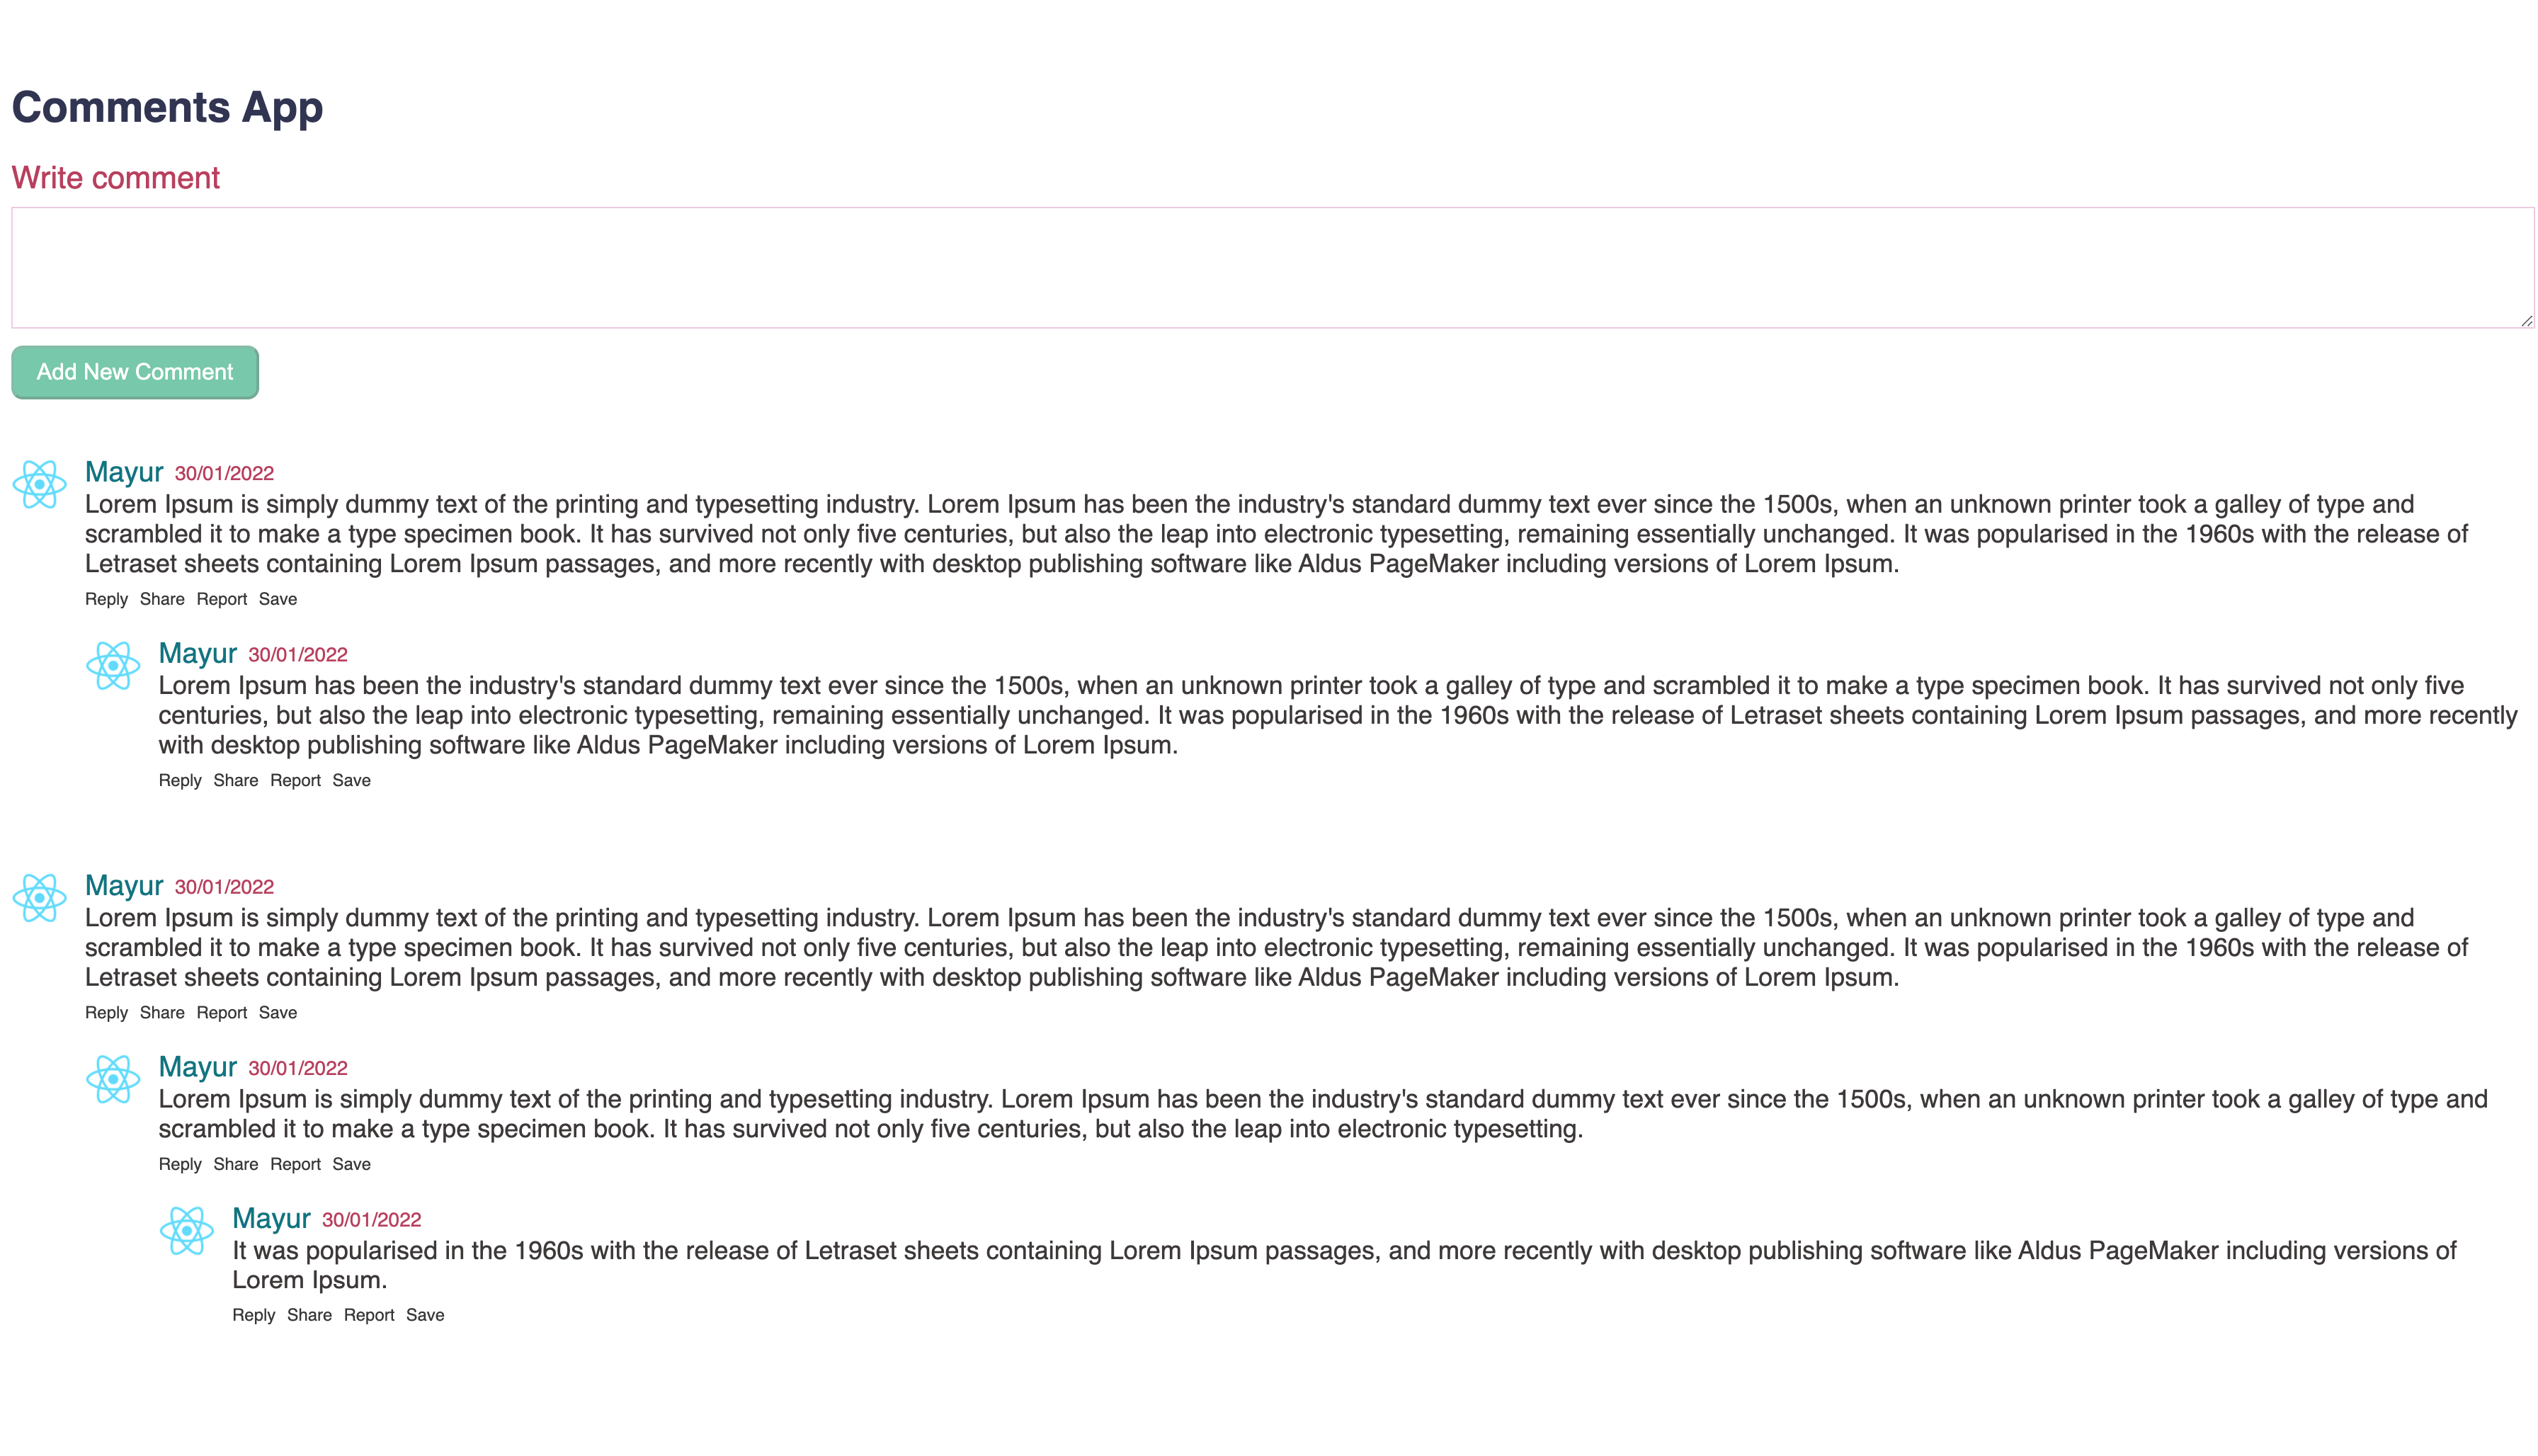 Comments App
Write comment
Add New Comment
Mayur 30/01/2022
Lorem Ipsum is simply dummy text of the printing and typesetting industry. Lorem Ipsum has been the industry's standard dummy text ever since the 1500s, when an unknown printer took a galley of type and
scrambled it to make a type specimen book. It has survived not only five centuries, but also the leap into electronic typesetting, remaining essentially unchanged. It was popularised in the 1960s with the release of
Letraset sheets containing Lorem Ipsum passages, and more recently with desktop publishing software like Aldus PageMaker including versions of Lorem Ipsum.
Reply Share Report Save
Mayur 30/01/2022
Lorem Ipsum has been the industry's standard dummy text ever since the 1500s, when an unknown printer took a galley of type and scrambled it to make a type specimen book. It has survived not only five
centuries, but also the leap into electronic typesetting, remaining essentially unchanged. It was popularised in the 1960s with the release of Letraset sheets containing Lorem Ipsum passages, and more recently
with desktop publishing software like Aldus PageMaker including versions of Lorem Ipsum.
Reply Share Report Save
Mayur 30/01/2022
Lorem Ipsum is simply dummy text of the printing and typesetting industry. Lorem Ipsum has been the industry's standard dummy text ever since the 1500s, when an unknown printer took a galley of type and
scrambled it to make a type specimen book. It has survived not only five centuries, but also the leap into electronic typesetting, remaining essentially unchanged. It was popularised in the 1960s with the release of
Letraset sheets containing Lorem Ipsum passages, and more recently with desktop publishing software like Aldus PageMaker including versions of Lorem Ipsum.
Reply Share Report Save
Mayur 30/01/2022
Lorem Ipsum is simply dummy text of the printing and typesetting industry. Lorem Ipsum has been the industry's standard dummy text ever since the 1500s, when an unknown printer took a galley of type and
scrambled it to make a type specimen book. It has survived not only five centuries, but also the leap into electronic typesetting.
Reply Share Report Save
Mayur 30/01/2022
It was popularised in the 1960s with the release of Letraset sheets containing Lorem Ipsum passages, and more recently with desktop publishing software like Aldus PageMaker including versions of
Lorem Ipsum.
Reply Share Report Save